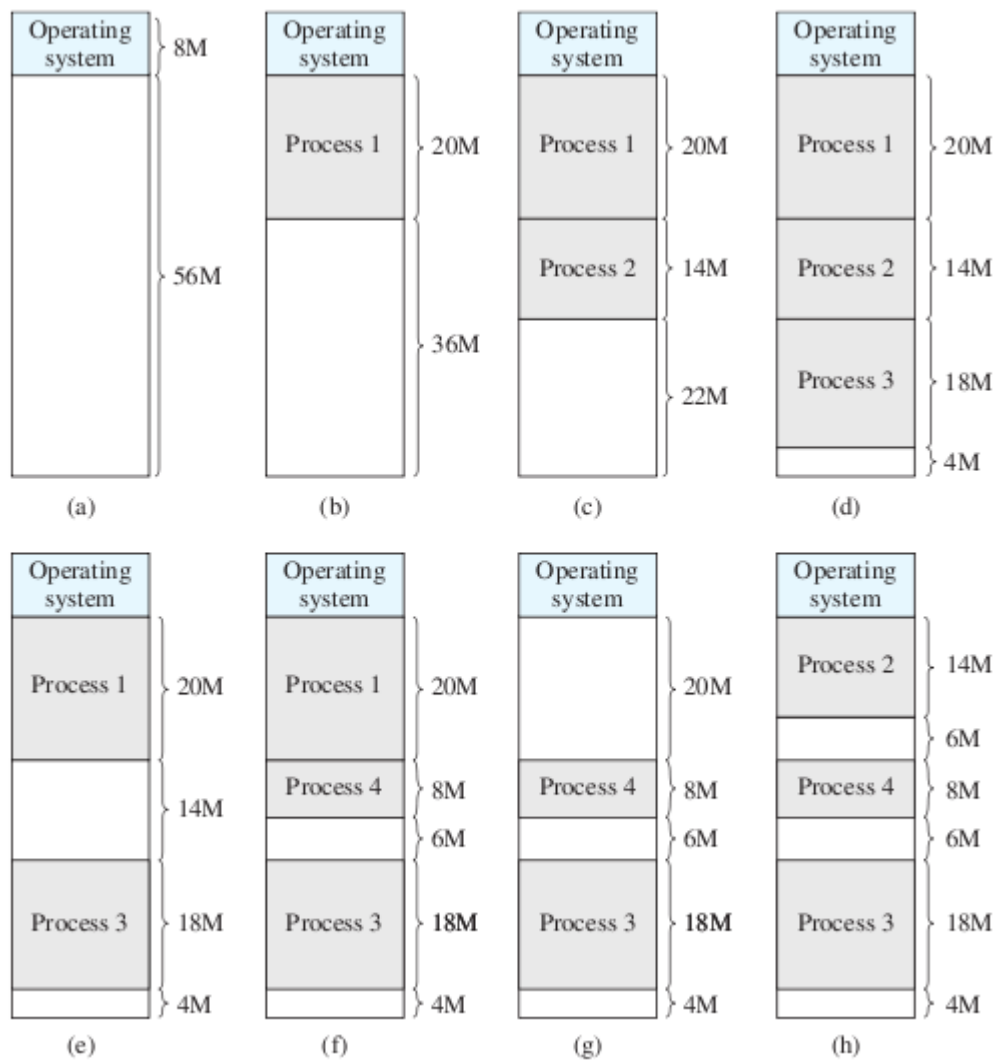 Operating
system
8M
56M
(a)
Operating
system
Process 1
20M
36M
(b)
Operating
system
Process 1
20M
Process 2
14M
22M
(c)
Operating
system
Process 1
20M
Process 2
14M
Process 3
18M
4M
(d)
Operating
system
Process 1
20M
14M
Process 3
18M
4M
(e)
Operating
system
Process 1
20M
Process 4
8M
6M
Process 3
18M
4M
(f)
Operating
system
20M
Process 4
8M
6M
Process 3
18M
4M
(g)
Operating
system
Process 2
14M
6M
Process 4
8M
6M
Process 3
18M
4M
(h)